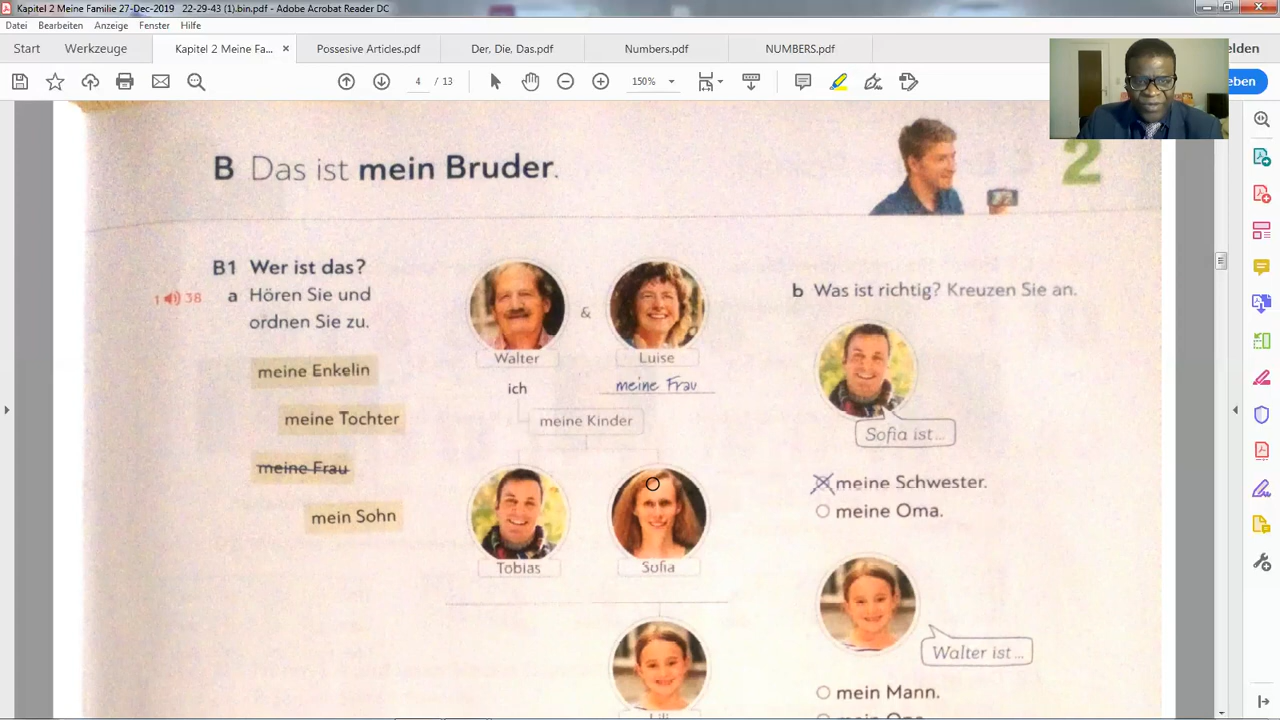 Kapitel 2 Meine Familie 27-Dec-2019 22-29-43 (1).bin.pdf - Adobe Acrobat Reader DC
Datei Bearbeiten Anzeige Fenster Hilfe
Start Werkzeuge Kapitel 2 Meine Fa... × Possesive Articles.pdf Der. Die. Das.pdf Numbers.pdf NUMBERS.pdf
4 / 13 150%
B Das ist mein Bruder.
2
B1 Wer ist das?
1 38 a Hören Sie und
ordnen Sie zu.
meine Enkelin
meine Tochter
meine Frau
mein Sohn
Walter & Luise
ich meine Frau
meine Kinder
Tobias Sofia
b Was ist richtig? Kreuzen Sie an.
Sofia ist...
meine Schwester.
meine Oma.
Walter ist...
mein Mann.